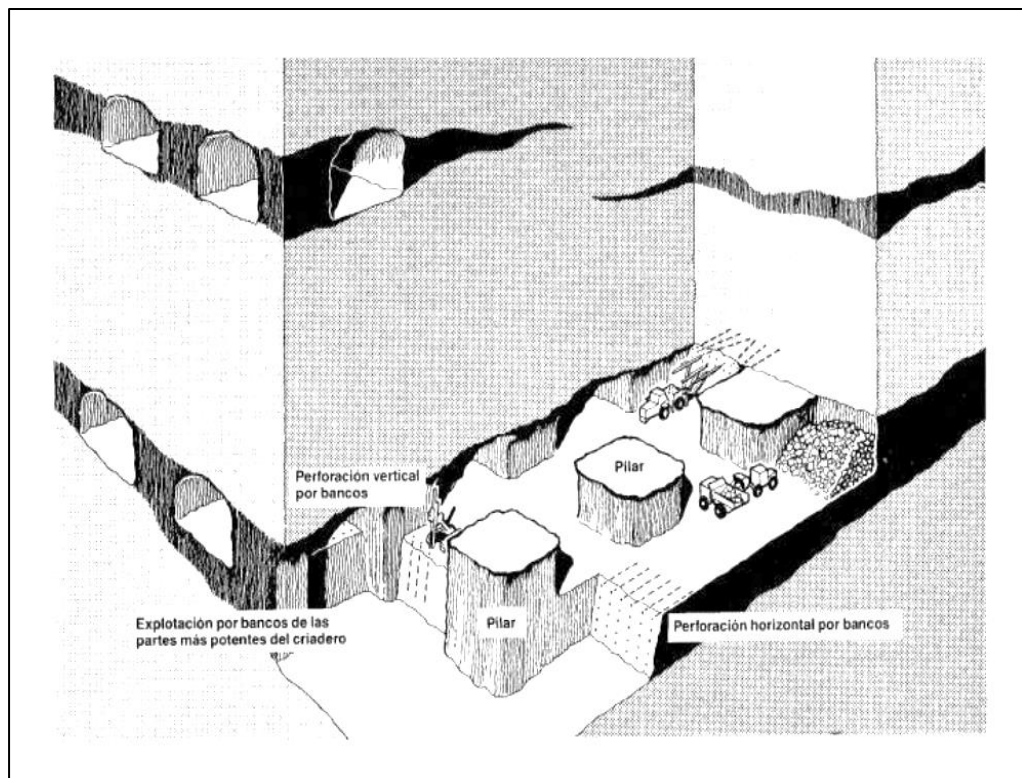 Perforación vertical
por bancos
Pilar
Explotación por bancos de las
partes más potentes del criadero
Pilar
Perforación horizontal por bancos